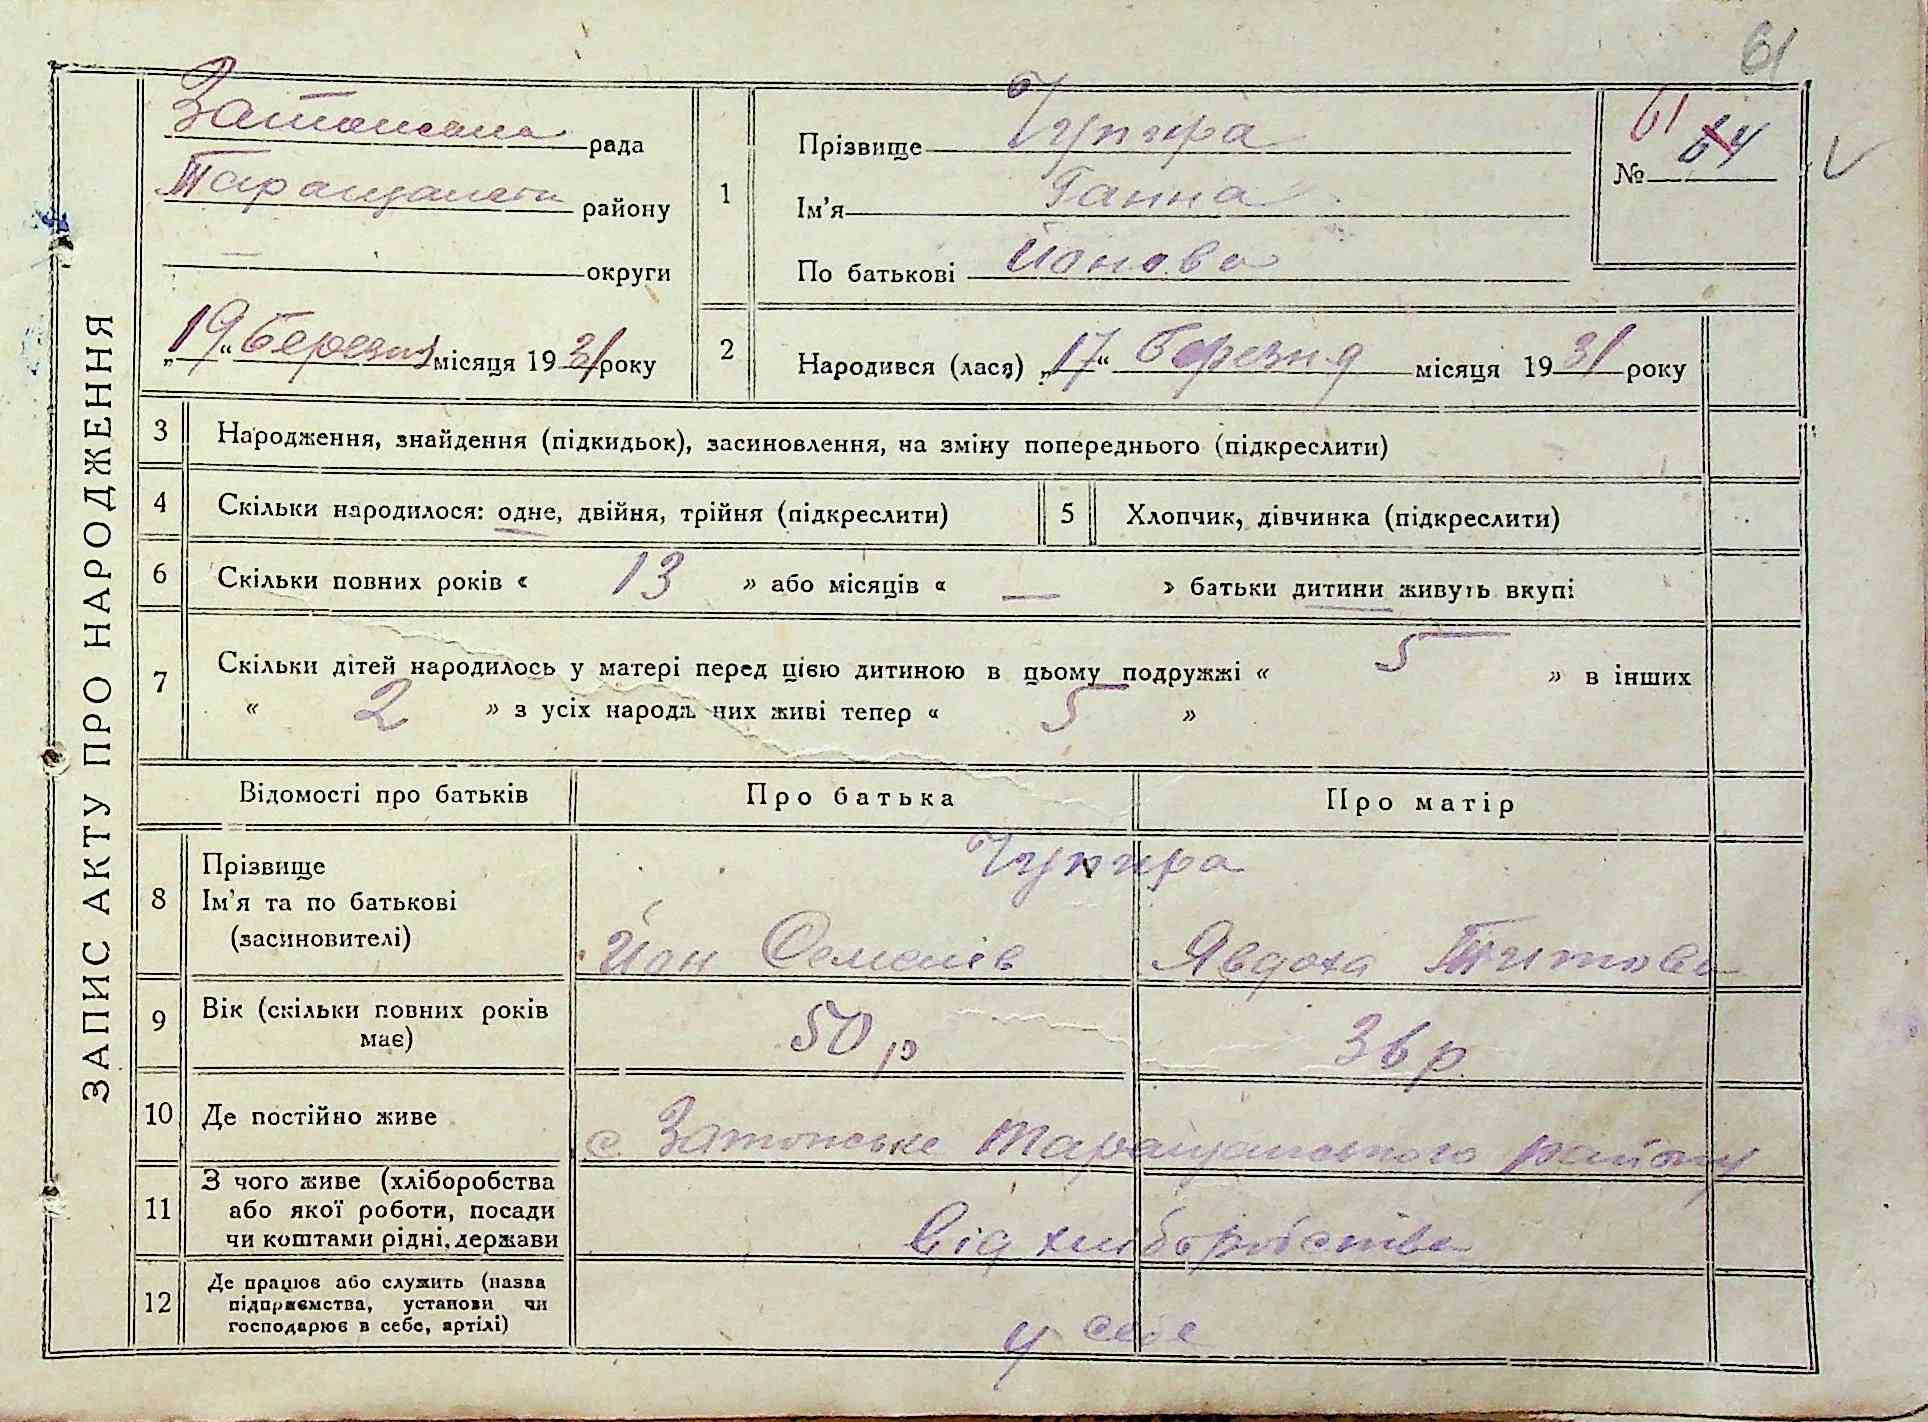 61
ЗАПИС АКТУ ПРО НАРОДЖЕННЯ
рада
району
— округи
„19“ березня місяця 1931 року
1
Прізвище Чупира
Ім'я Ганна
По батькові Йонова
61 64
№
2 Народився (лася) „17“ березня місяця 1931 року
3 Народження, знайдення (підкидьок), засиновлення, на зміну попереднього (підкреслити)
4 Скільки народилося: одне, двійня, трійня (підкреслити) 5 Хлопчик, дівчинка (підкреслити)
6 Скільки повних років « 13 » або місяців « — » батьки дитини живуть вкупі
7 Скільки дітей народилось у матері перед цією дитиною в цьому подружжі « 5 » в інших
« 2 » з усіх народж них живі тепер « 5 »
Відомості про батьків Про батька Про матір
8 Прізвище
Ім'я та по батькові
(засиновителі)
Чупира
Йон Семенів Явдоха Титова
9 Вік (скільки повних років
має)
50 р 36 р
10 Де постійно живе с. Затонське Таращанського району
11 З чого живе (хліборобства
або якої роботи, посади
чи коштами рідні, держави
Від хліборобства
12 Де працює або служить (назва
підприємства, установи чи
господарює в себе, артілі)
у себе